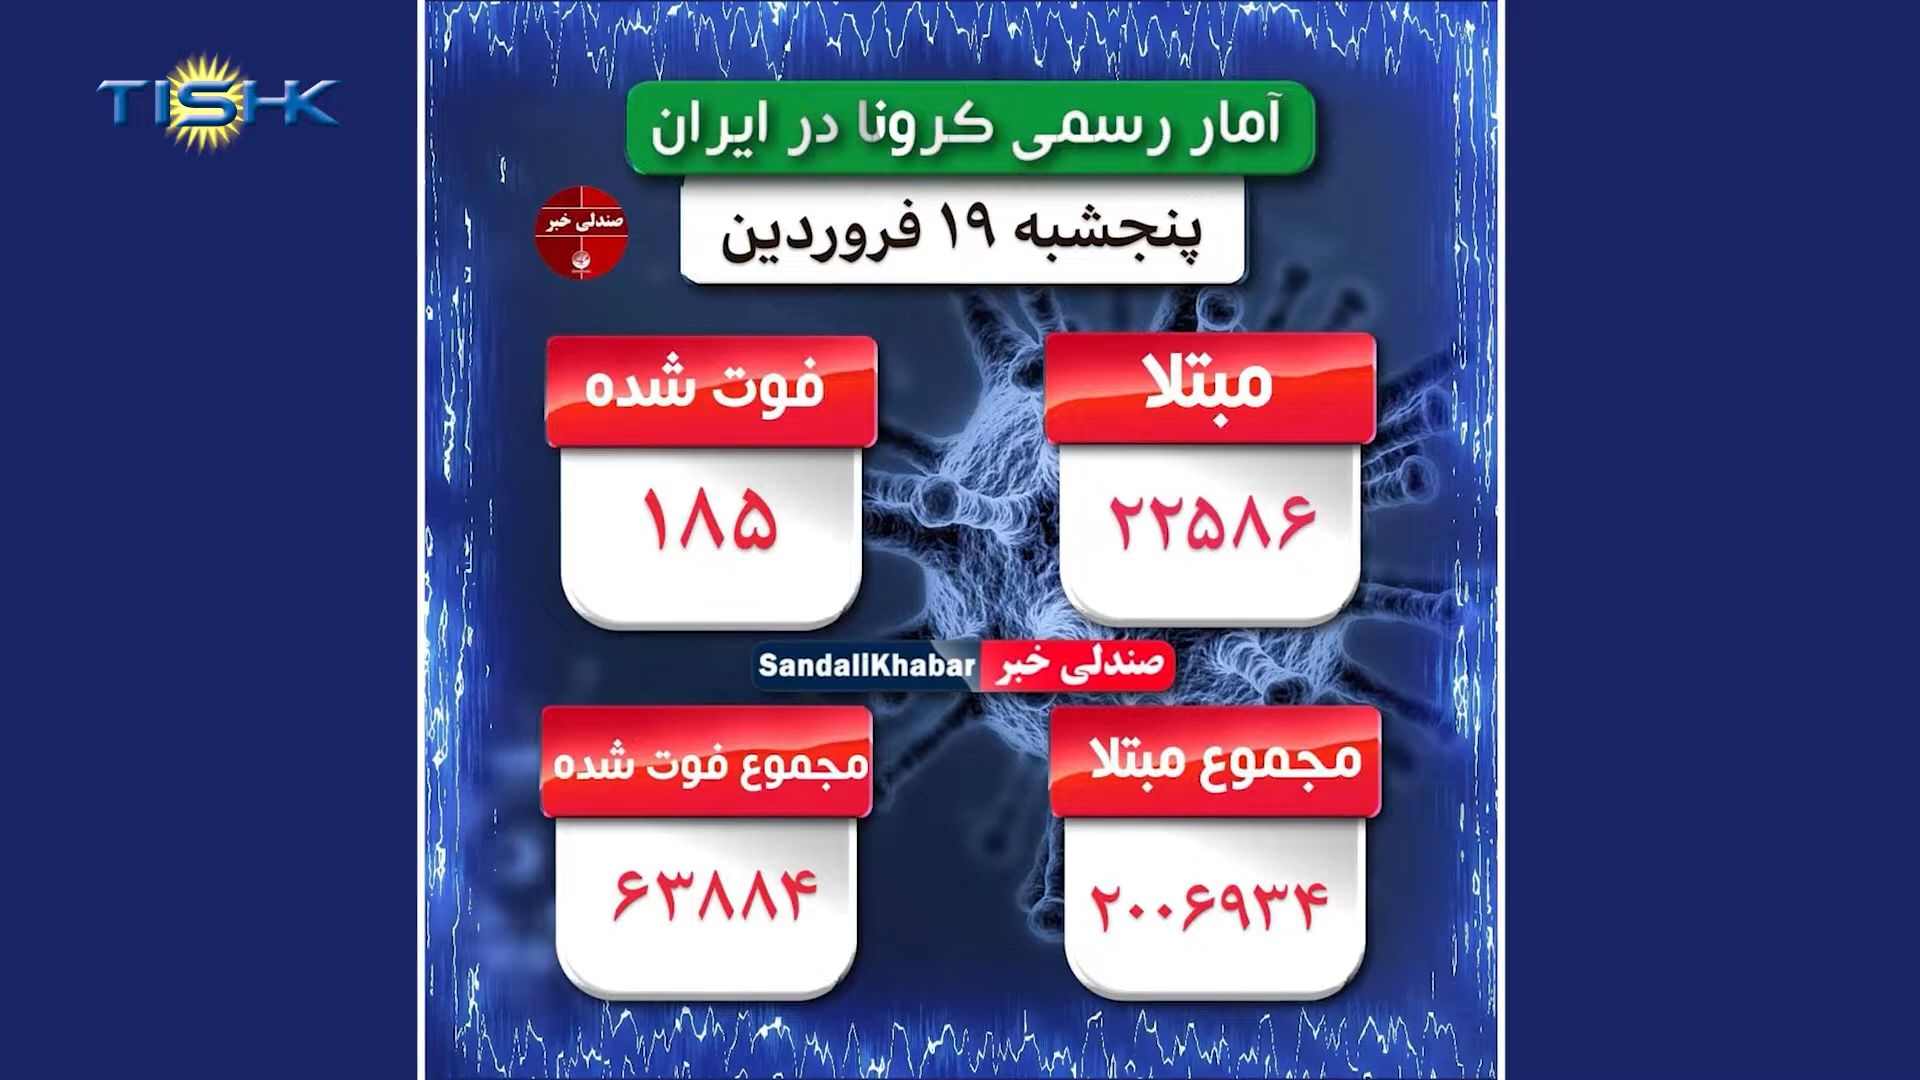 TISHK
آمار رسمی کرونا در ایران
پنجشبه ۱۹ فروردین
صندلی خبر
مبتلا
۲۲۵۸۶
فوت شده
۱۸۵
صندلی خبر
SandaliKhabar
مجموع مبتلا
۲۰۰۶۹۳۴
مجموع فوت شده
۶۳۸۸۴